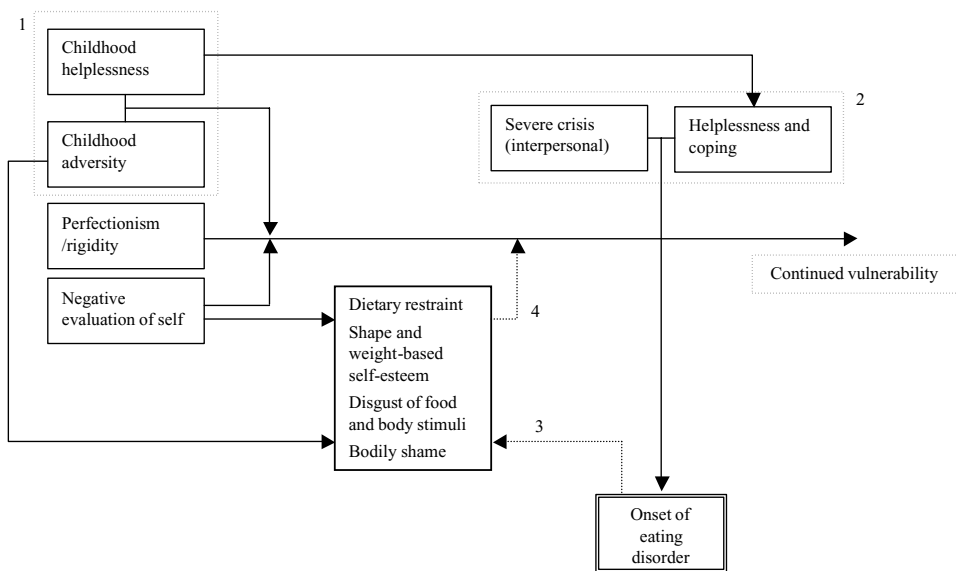 1
Childhood
helplessness
Childhood
adversity
Perfectionism
/rigidity
Negative
evaluation of self
2
Severe crisis
(interpersonal)
Helplessness and
coping
Continued vulnerability
Dietary restraint
Shape and
weight-based
self-esteem
Disgust of food
and body stimuli
Bodily shame
4
3
Onset of
eating
disorder